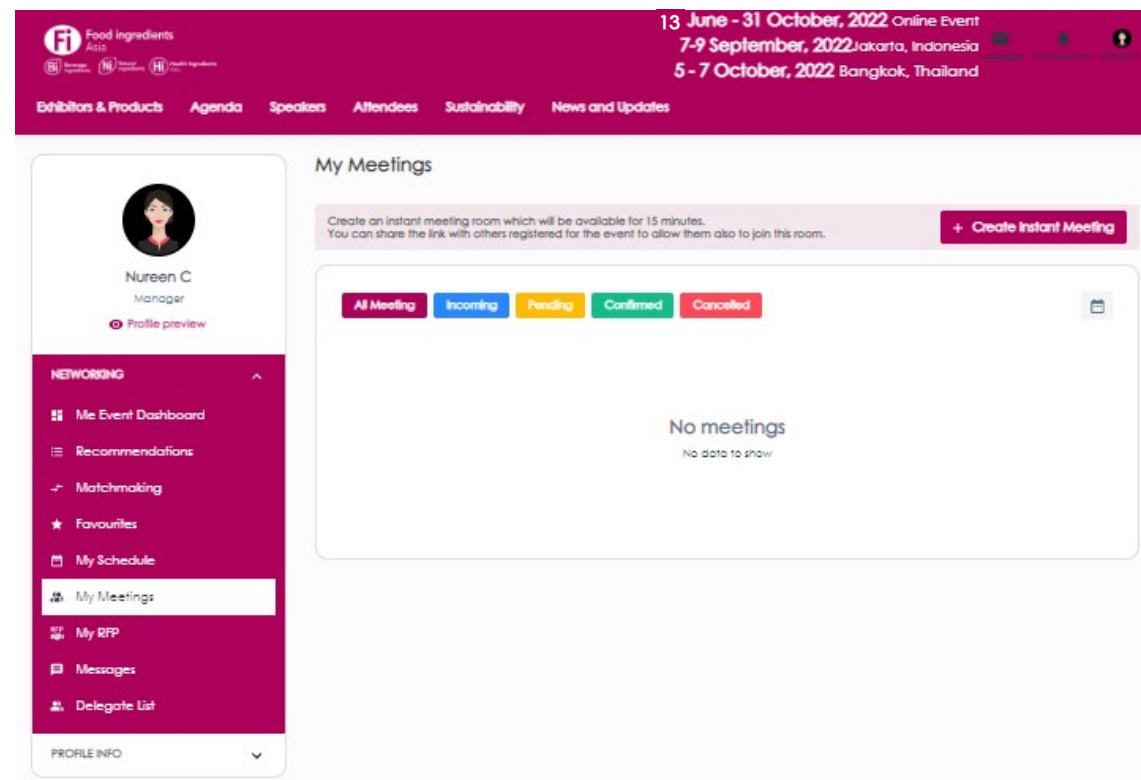 Fi Food ingredients
Asia
Bi Ni Hi
13 June - 31 October, 2022 Online Event
7-9 September, 2022 Jakarta, Indonesia
5 - 7 October, 2022 Bangkok, Thailand
Exhibitors & Products Agenda Speakers Attendees Sustainability News and Updates
My Meetings
Create an instant meeting room which will be available for 15 minutes.
You can share the link with others registered for the event to allow them also to join this room.
+ Create Instant Meeting
Nureen C
Manager
Profile preview
All Meeting Incoming Pending Confirmed Cancelled
No meetings
No data to show
NETWORKING
Me Event Dashboard
Recommendations
Matchmaking
Favourites
My Schedule
My Meetings
My RFP
Messages
Delegate List
PROFILE INFO